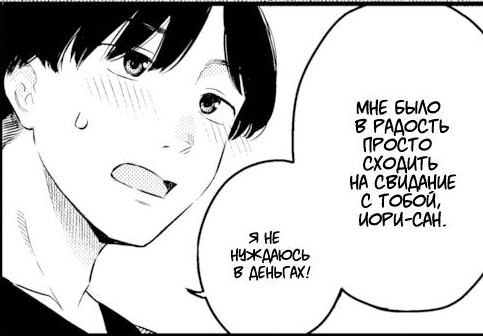 МНЕ БЫЛО
В РАДОСТЬ
ПРОСТО
СХОДИТЬ
НА СВИДАНИЕ
С ТОБОЙ,
ИОРИ-САН.
Я НЕ
НУЖДАЮСЬ
В ДЕНЬГАХ!